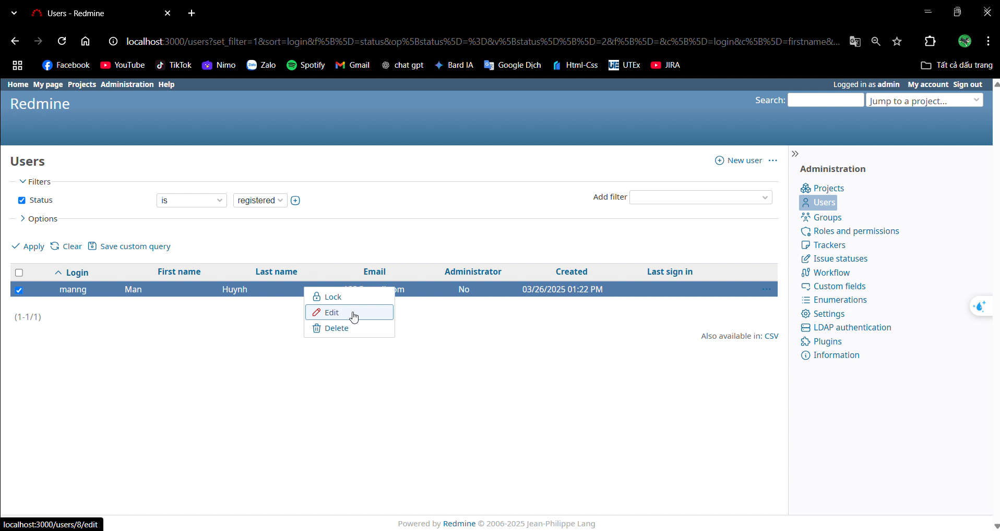 Users - Redmine
localhost:3000/users?set_filter=1&sort=login&f%5B%5D=status&op%5Bstatus%5D=%3D&v%5Bstatus%5D%5B%5D=2&f%5B%5D=&c%5B%5D=login&c%5B%5D=firstname&...
Facebook YouTube TikTok Nimo Zalo Spotify Gmail chat gpt Bard IA Google Dịch Html-Css UTEx JIRA Tất cả dấu trang
Home My page Projects Administration Help Logged in as admin My account Sign out
Redmine Search: Jump to a project...
Users New user
Filters
Status is registered Add filter
Options
Apply Clear Save custom query
Login First name Last name Email Administrator Created Last sign in
manng Man Huynh No 03/26/2025 01:22 PM
Lock
Edit
Delete
(1-1/1)
Also available in: CSV
Administration
Projects
Users
Groups
Roles and permissions
Trackers
Issue statuses
Workflow
Custom fields
Enumerations
Settings
LDAP authentication
Plugins
Information
localhost:3000/users/8/edit
Powered by Redmine © 2006-2025 Jean-Philippe Lang